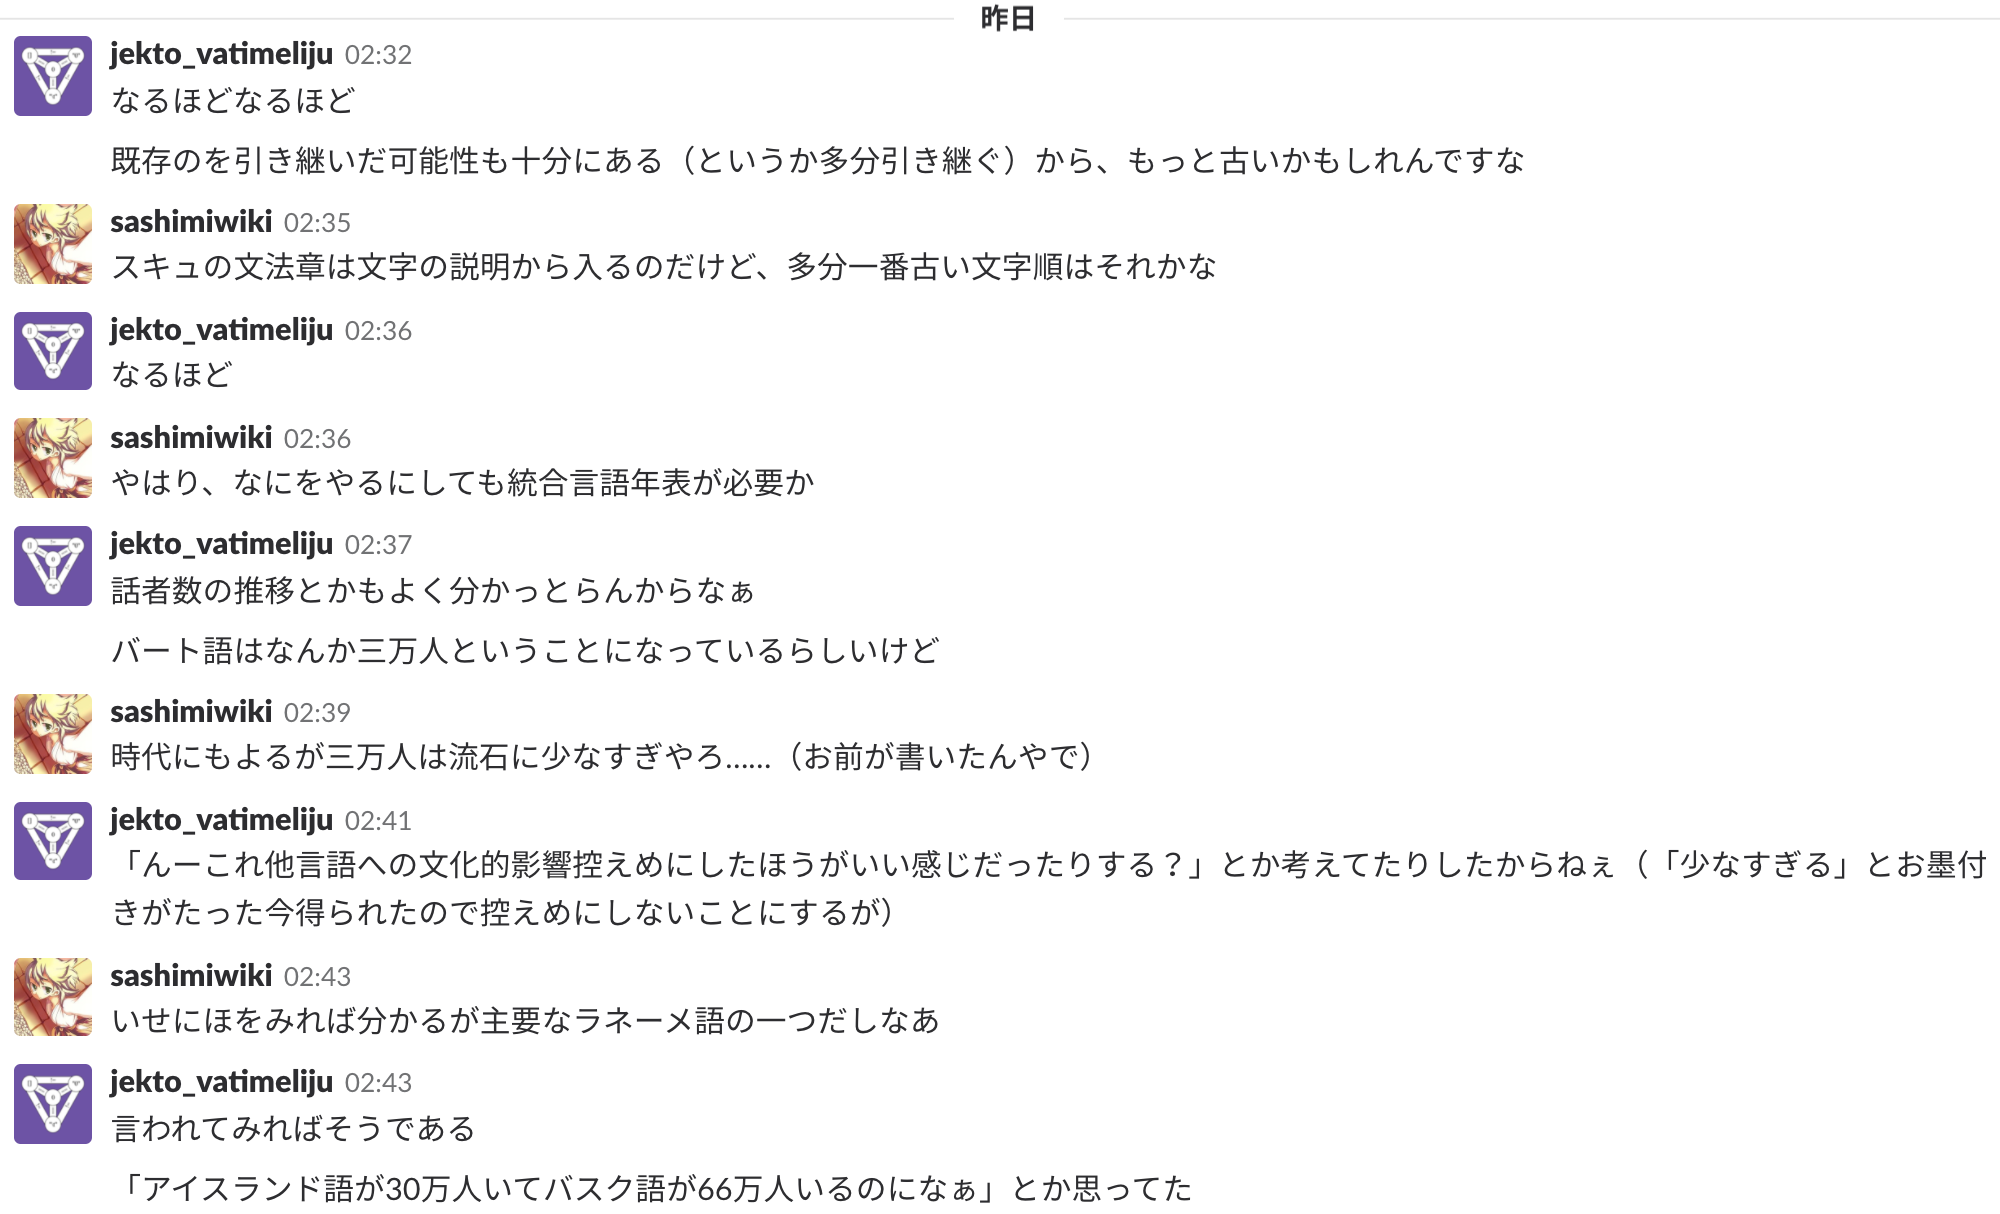 昨日
jekto_vatimeliju 02:32
なるほどなるほど
既存のを引き継いだ可能性も十分にある（というか多分引き継ぐ）から、もっと古いかもしれんですな
sashimiwiki 02:35
スキュの文法章は文字の説明から入るのだけど、多分一番古い文字順はそれかな
jekto_vatimeliju 02:36
なるほど
sashimiwiki 02:36
やはり、なにをやるにしても統合言語年表が必要か
jekto_vatimeliju 02:37
話者数の推移とかもよく分かっとらんからなぁ
バート語はなんか三万人ということになっているらしいけど
sashimiwiki 02:39
時代にもよるが三万人は流石に少なすぎやろ......（お前が書いたんやで）
jekto_vatimeliju 02:41
「んーこれ他言語への文化的影響控えめにしたほうがいい感じだったりする？」とか考えてたりしたからねぇ（「少なすぎる」とお墨付
きがたった今得られたので控えめにしないことにするが）
sashimiwiki 02:43
いせにほをみれば分かるが主要なラネーメ語の一つだしなあ
jekto_vatimeliju 02:43
言われてみればそうである
「アイスランド語が30万人いてバスク語が66万人いるのになぁ」とか思ってた